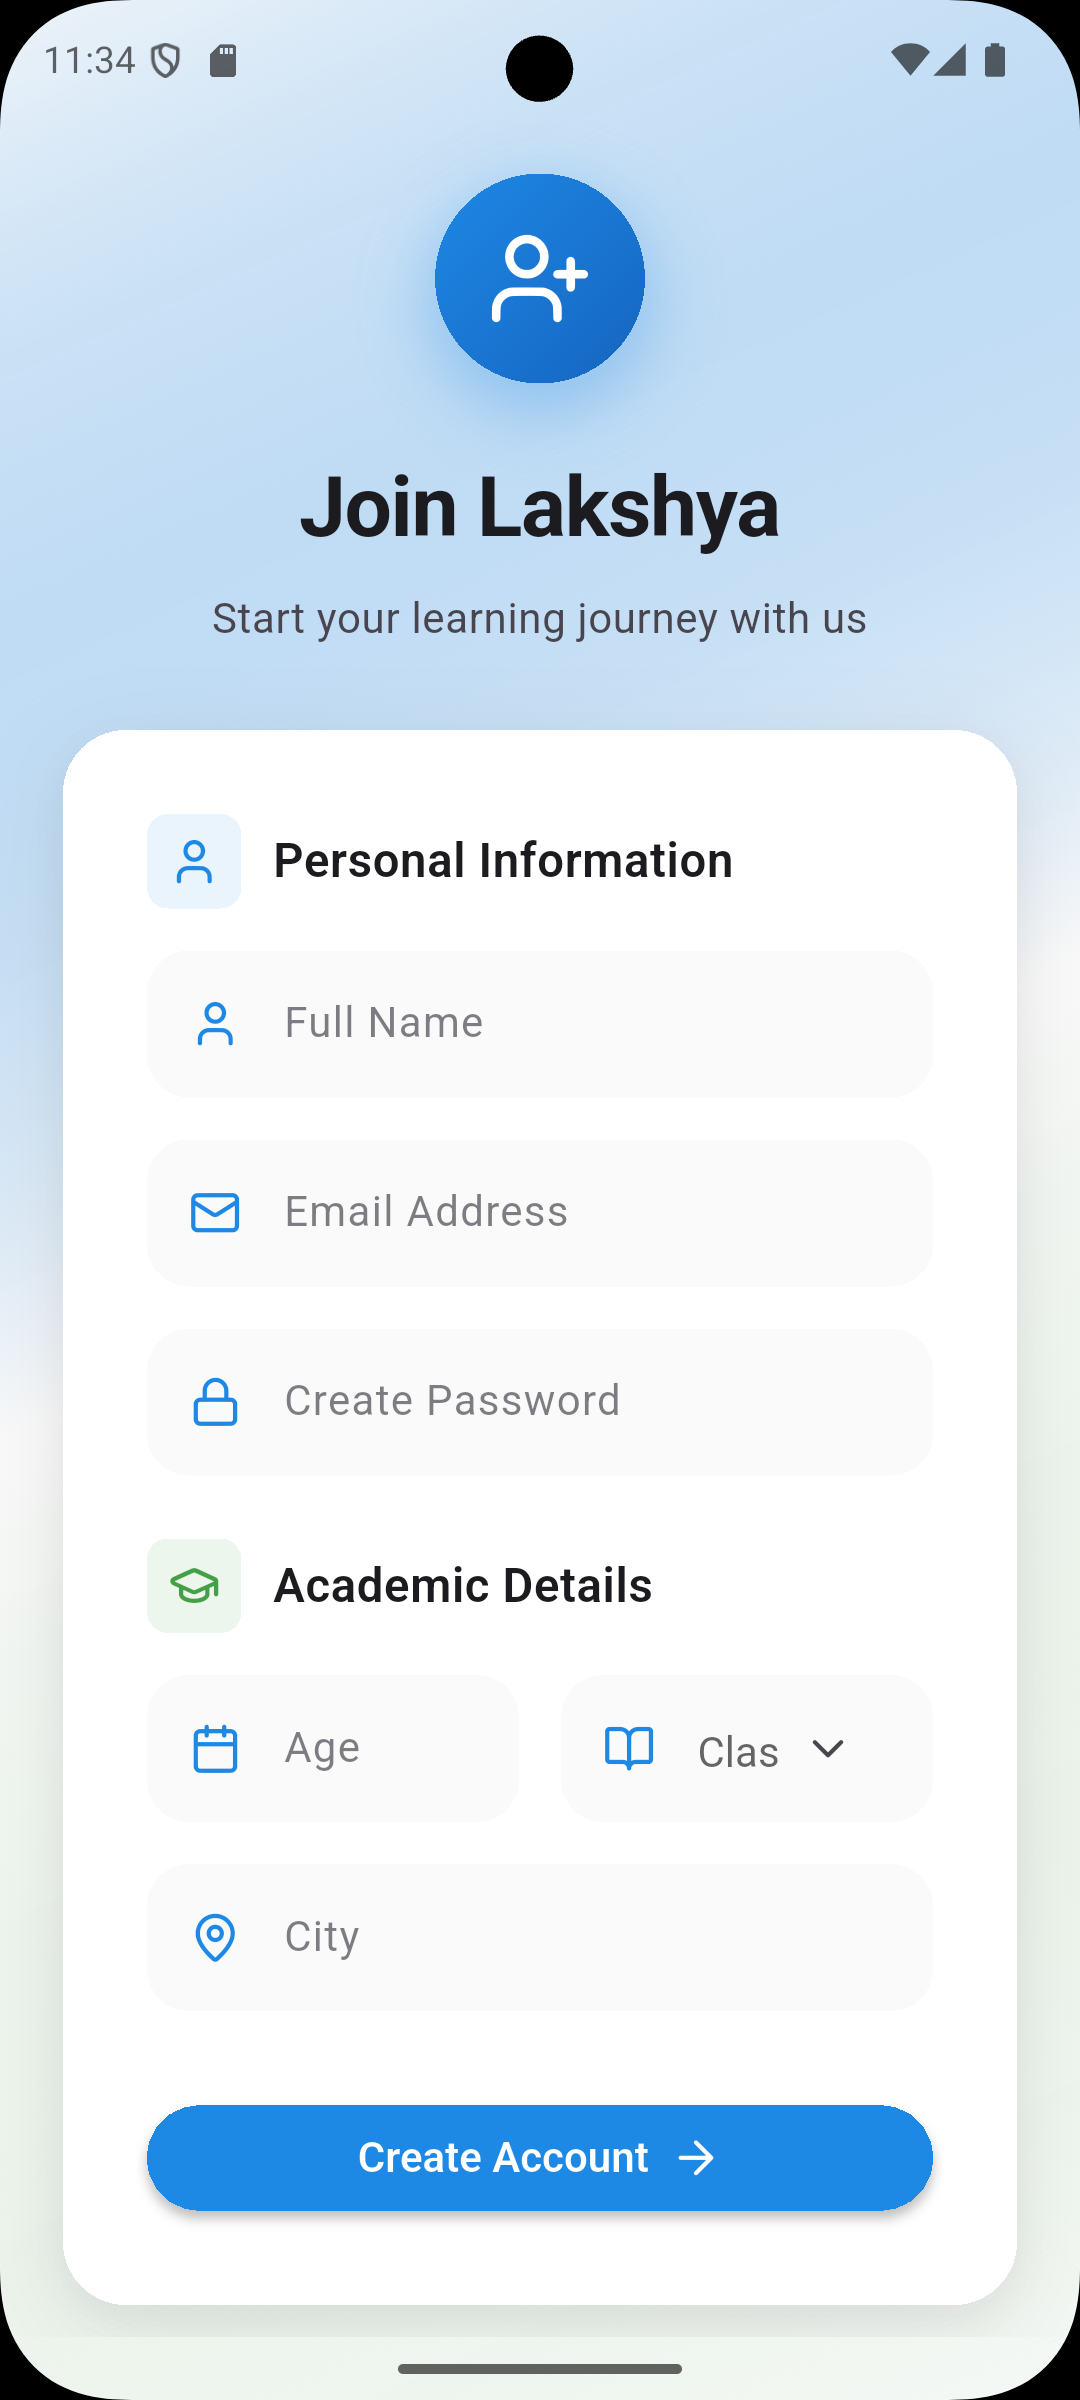 11:34
Join Lakshya
Start your learning journey with us
Personal Information
Full Name
Email Address
Create Password
Academic Details
Age
Clas
City
Create Account